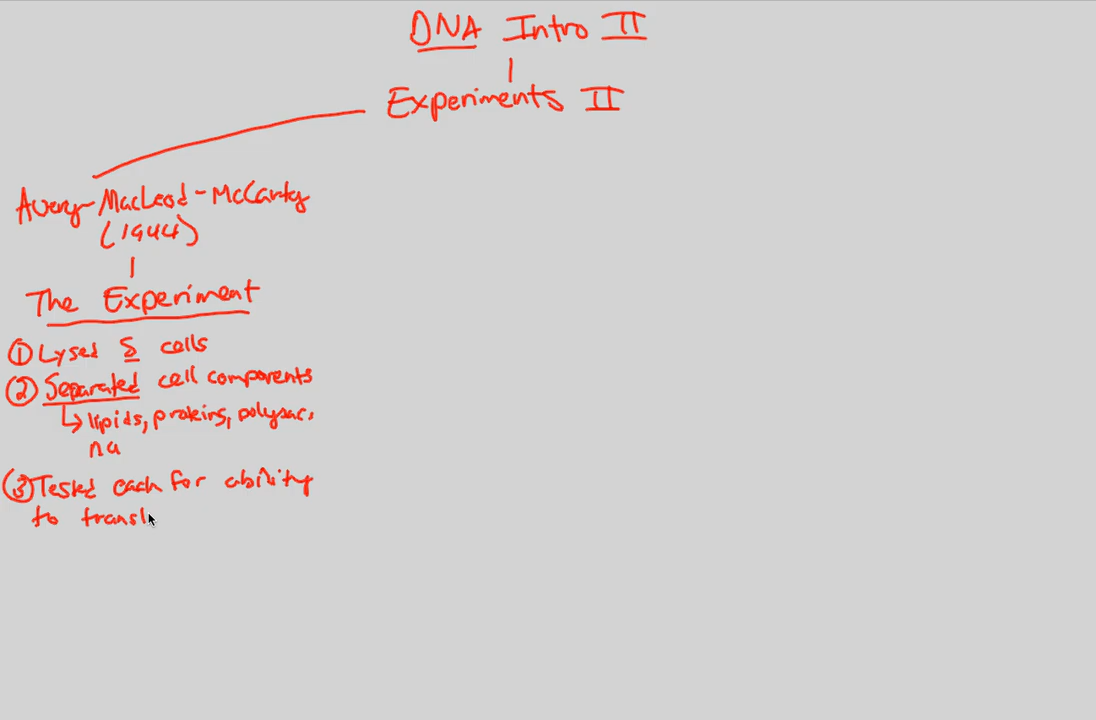 DNA Intro II
Experiments II
Avery-MacLeod-McCarty
(1944)
The Experiment
① Lysed S cells
② Separated cell components
↳ lipids, proteins, polysac,
na
③ Tested each for ability
to transl